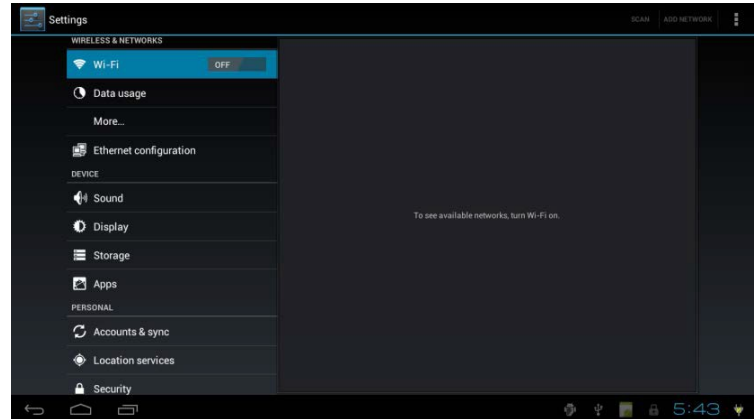 Settings
SCAN ADD NETWORK
WIRELESS & NETWORKS
Wi-Fi OFF
Data usage
More...
Ethernet configuration
DEVICE
Sound
To see available networks, turn Wi-Fi on.
Display
Storage
Apps
PERSONAL
Accounts & sync
Location services
Security
5:43